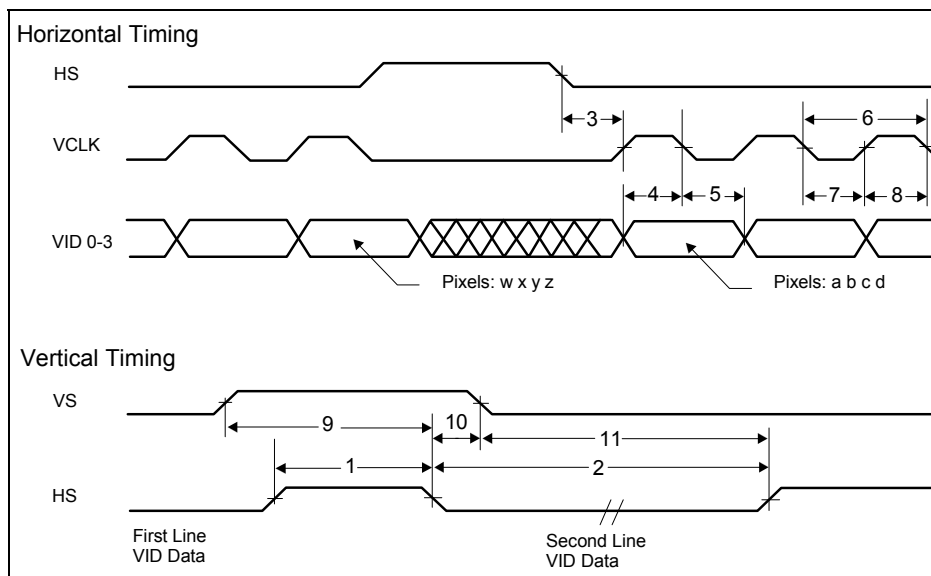 Horizontal Timing
HS
3
6
VCLK
4
5
7
8
VID 0-3
Pixels: w x y z
Pixels: a b c d
Vertical Timing
VS
9
10
11
1
2
HS
First Line
VID Data
Second Line
VID Data